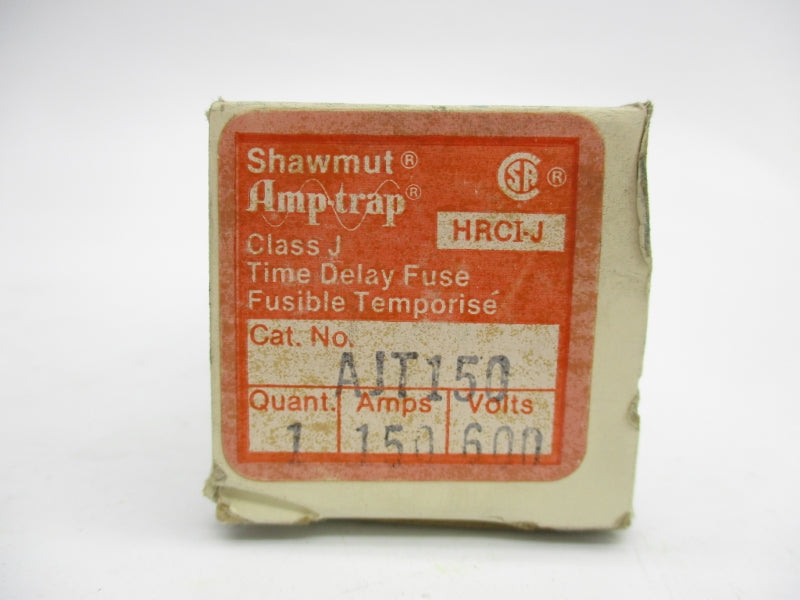 Shawmut®
Amp-trap®
SA ®
HRCI-J
Class J
Time Delay Fuse
Fusible Temporisé
Cat. No.
AJT150
Quant. Amps Volts
1 150 600